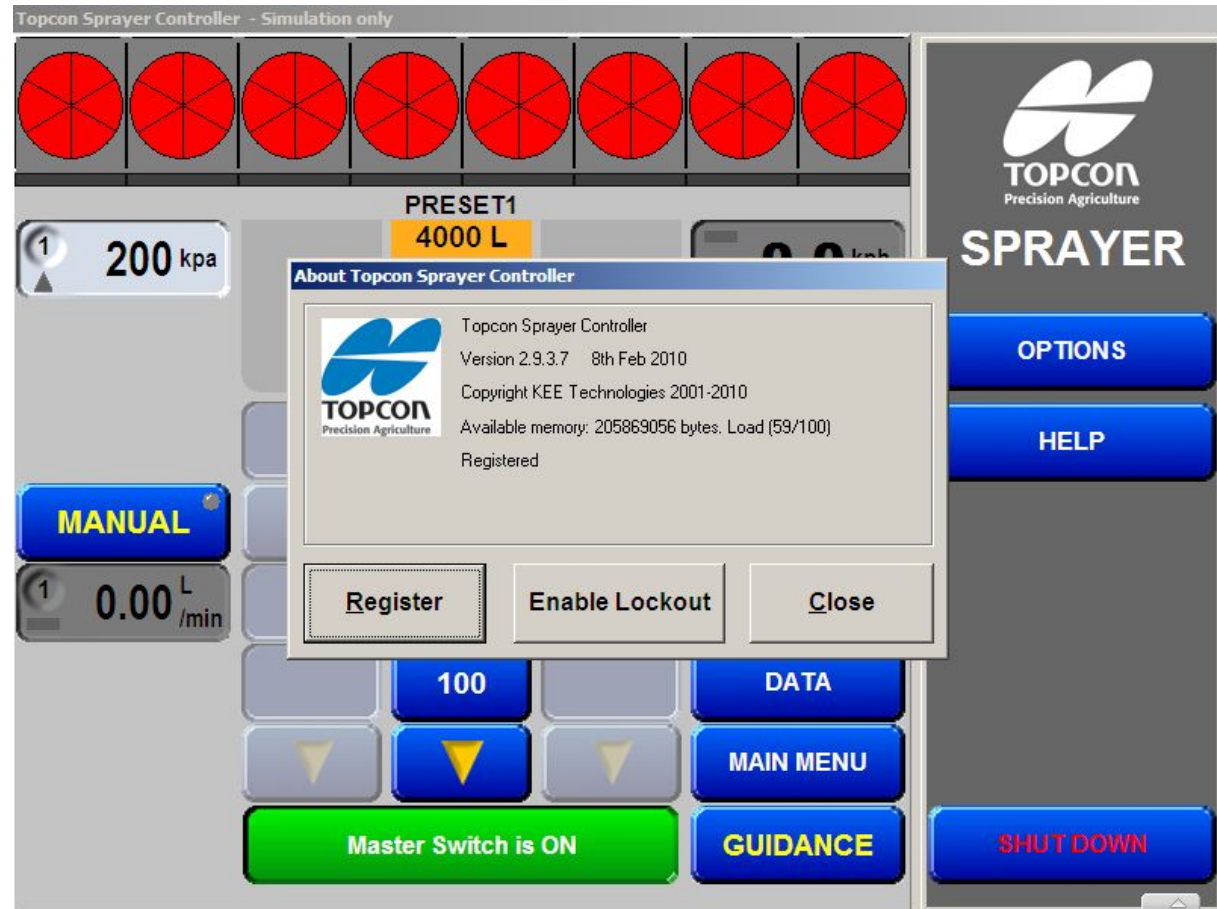 Topcon Sprayer Controller - Simulation only
TOPCON
Precision Agriculture
SPRAYER
OPTIONS
HELP
SHUT DOWN
PRESET1
4000 L
1 200 kpa
About Topcon Sprayer Controller
TOPCON
Precision Agriculture
Topcon Sprayer Controller
Version 2.9.3.7 8th Feb 2010
Copyright KEE Technologies 2001-2010
Available memory: 205869056 bytes. Load (59/100)
Registered
Register
Enable Lockout
Close
MANUAL
1 0.00 L/min
100
DATA
MAIN MENU
Master Switch is ON
GUIDANCE